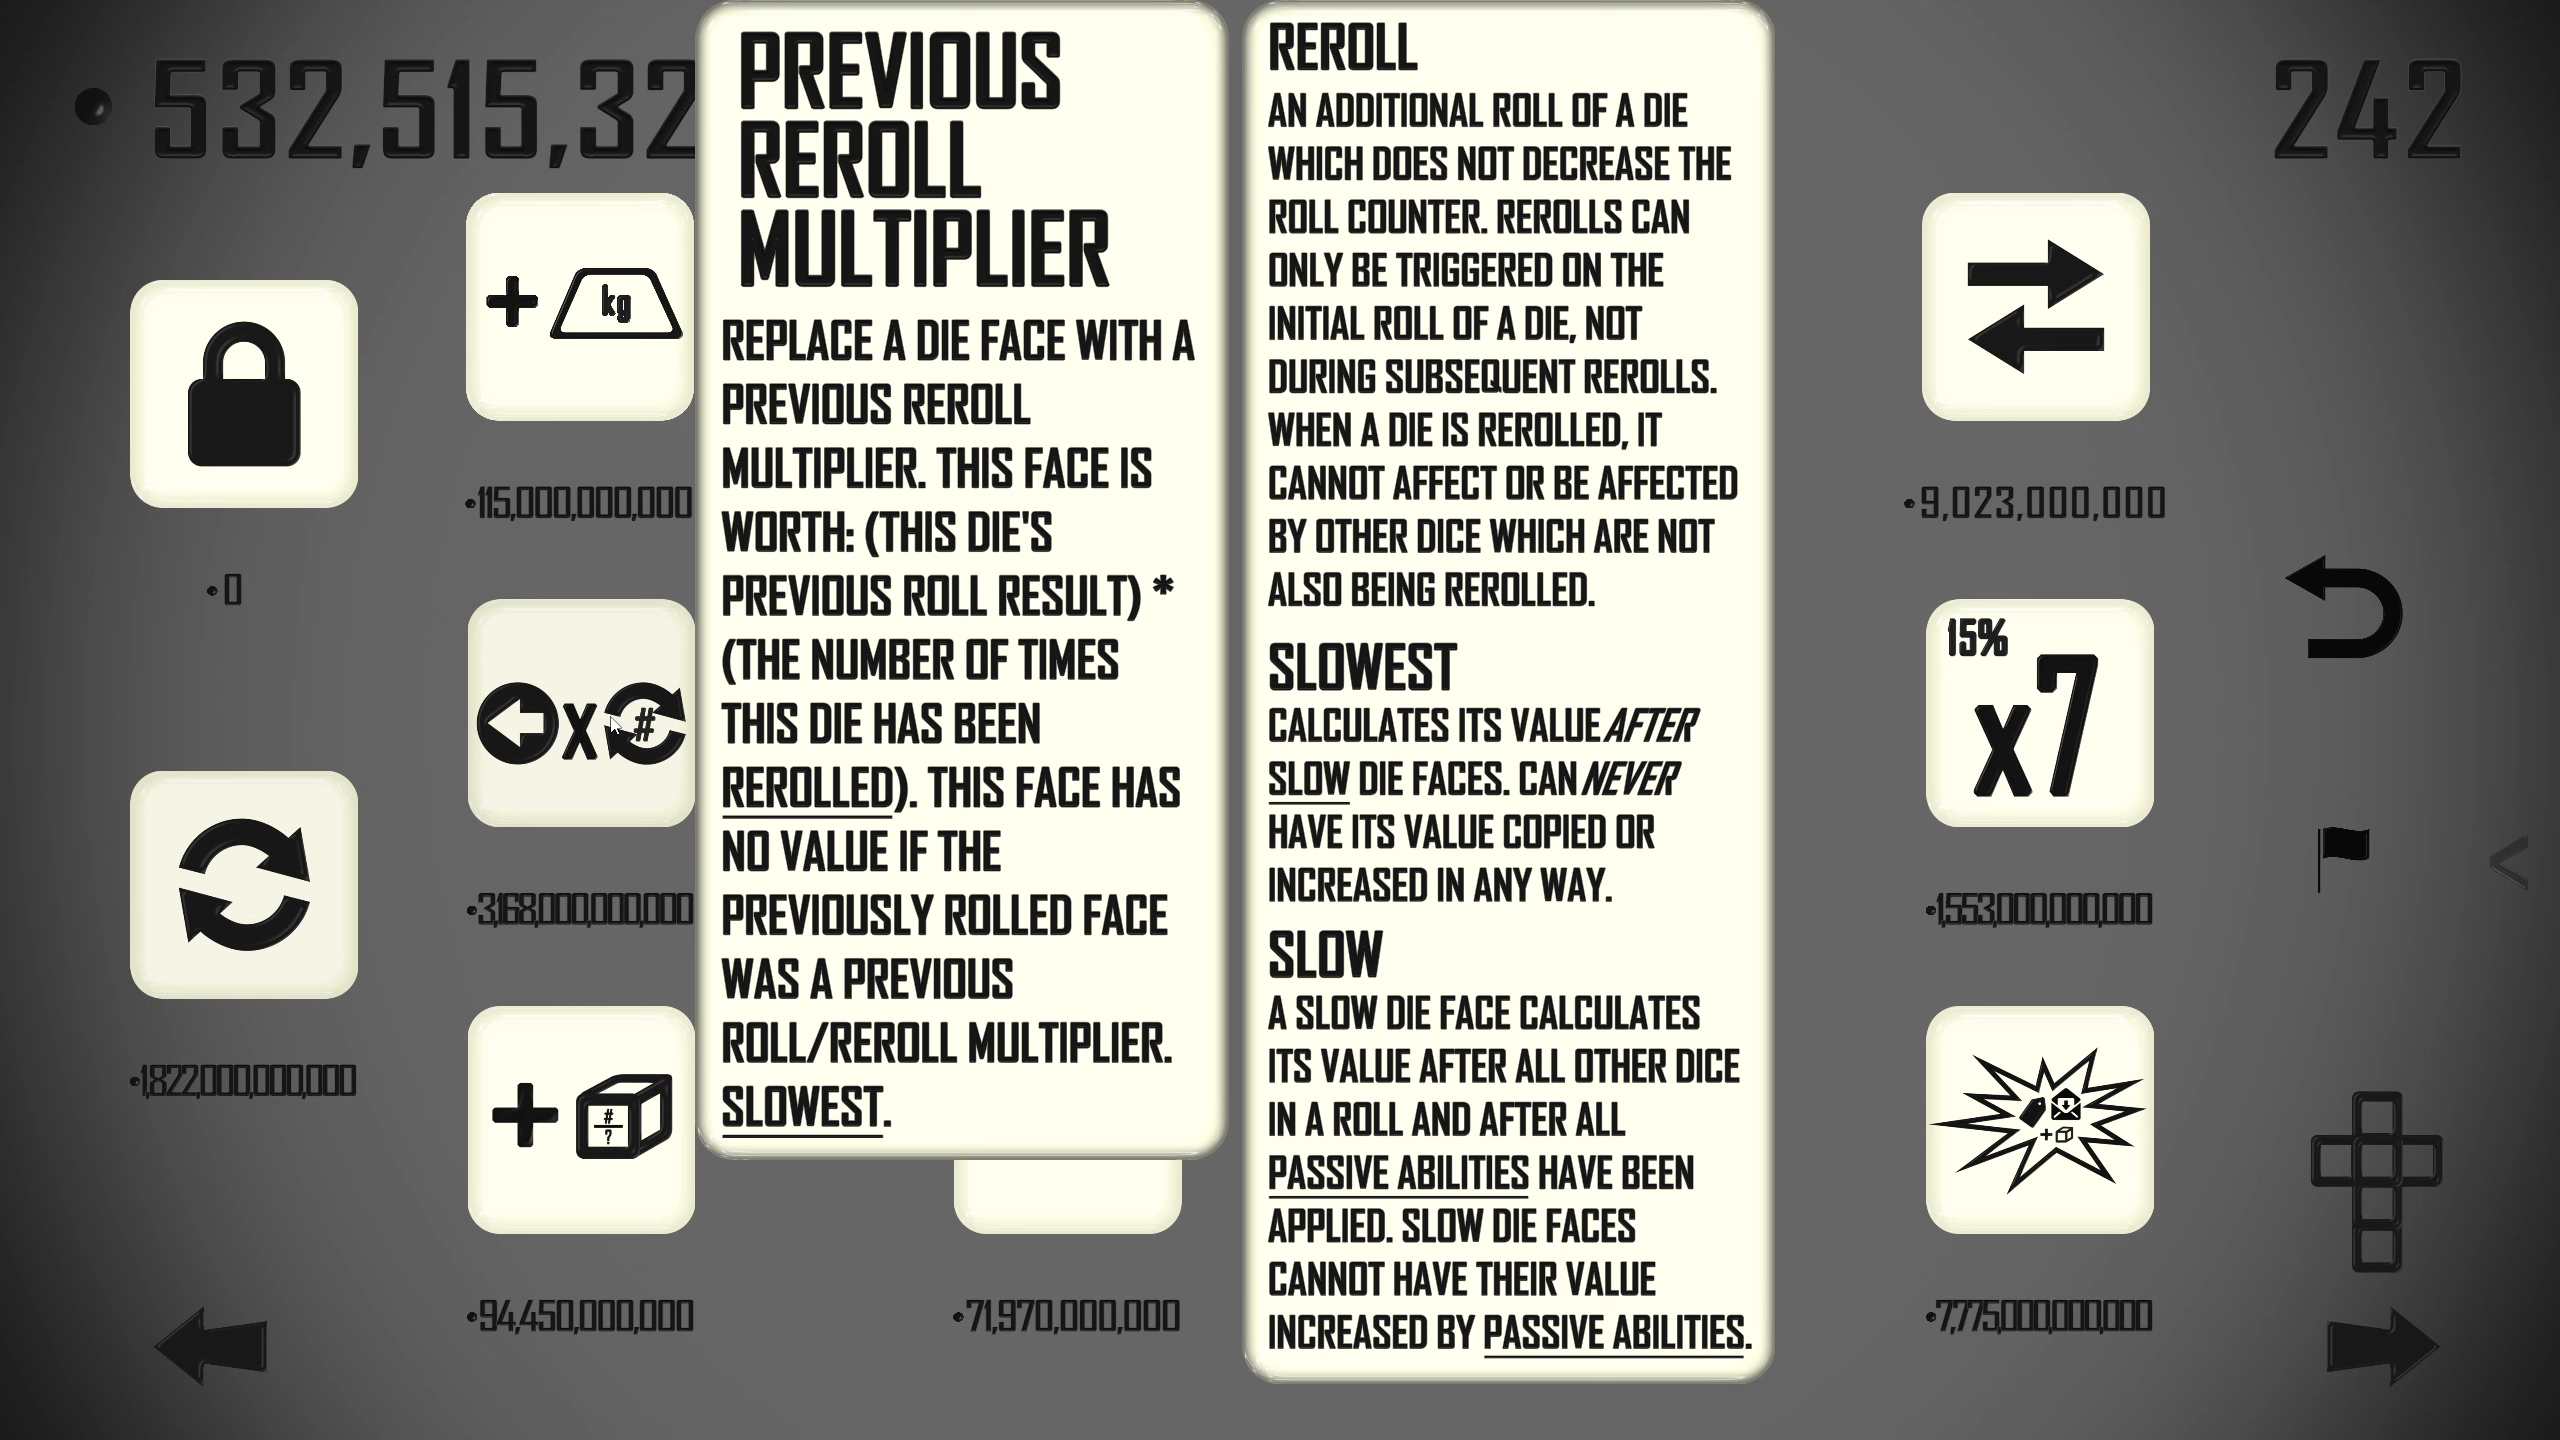 532,515,32
242
PREVIOUS
REROLL
MULTIPLIER
REPLACE A DIE FACE WITH A
PREVIOUS REROLL
MULTIPLIER. THIS FACE IS
WORTH: (THIS DIE'S
PREVIOUS ROLL RESULT) *
(THE NUMBER OF TIMES
THIS DIE HAS BEEN
REROLLED). THIS FACE HAS
NO VALUE IF THE
PREVIOUSLY ROLLED FACE
WAS A PREVIOUS
ROLL/REROLL MULTIPLIER.
SLOWEST.
REROLL
AN ADDITIONAL ROLL OF A DIE
WHICH DOES NOT DECREASE THE
ROLL COUNTER. REROLLS CAN
ONLY BE TRIGGERED ON THE
INITIAL ROLL OF A DIE, NOT
DURING SUBSEQUENT REROLLS.
WHEN A DIE IS REROLLED, IT
CANNOT AFFECT OR BE AFFECTED
BY OTHER DICE WHICH ARE NOT
ALSO BEING REROLLED.
SLOWEST
CALCULATES ITS VALUE AFTER
SLOW DIE FACES. CAN NEVER
HAVE ITS VALUE COPIED OR
INCREASED IN ANY WAY.
SLOW
A SLOW DIE FACE CALCULATES
ITS VALUE AFTER ALL OTHER DICE
IN A ROLL AND AFTER ALL
PASSIVE ABILITIES HAVE BEEN
APPLIED. SLOW DIE FACES
CANNOT HAVE THEIR VALUE
INCREASED BY PASSIVE ABILITIES.
0
1,822,000,000,000
+ kg
115,000,000,000
x #
3,168,000,000,000
+ #/?
94,450,000,000
71,970,000,000
9,023,000,000
15%
x7
1,553,000,000,000
+
7,775,000,000,000
<